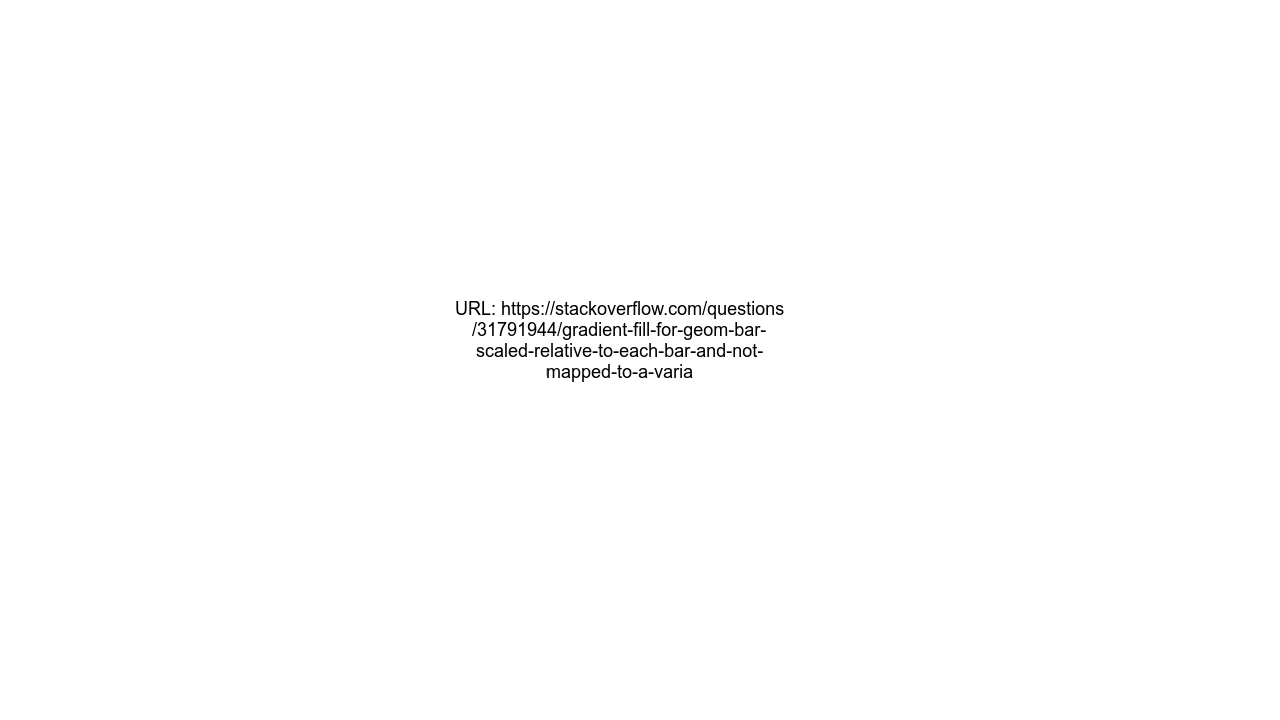 URL: https://stackoverflow.com/questions
/31791944/gradient-fill-for-geom-bar-
scaled-relative-to-each-bar-and-not-
mapped-to-a-varia